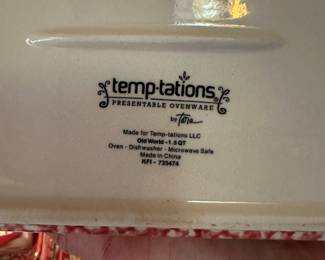 temp-tations®
PRESENTABLE OVENWARE
by Tara
Made for Temp-tations LLC
Old World - 1.5 QT
Oven - Dishwasher - Microwave Safe
Made in China
KFI - 735474